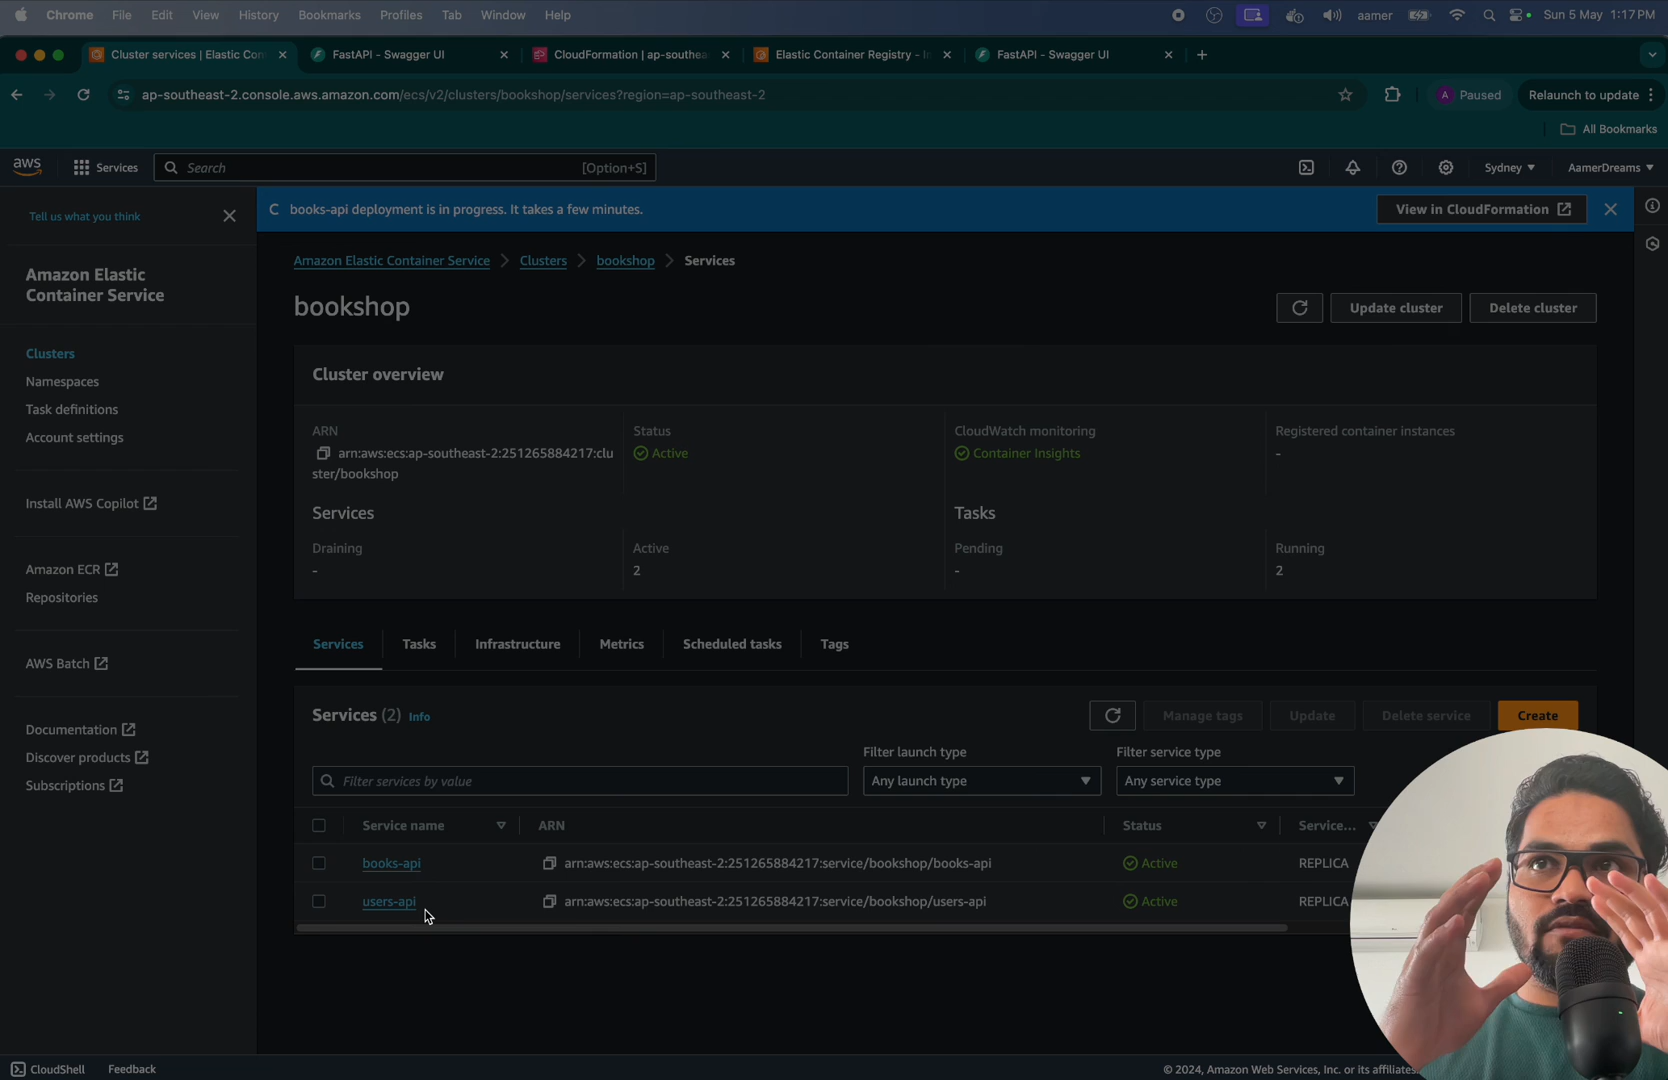 Chrome File Edit View History Bookmarks Profiles Tab Window Help aamer Sun 5 May 1:17 PM
Cluster services | Elastic Con FastAPI - Swagger UI CloudFormation | ap-southeas Elastic Container Registry - In FastAPI - Swagger UI
ap-southeast-2.console.aws.amazon.com/ecs/v2/clusters/bookshop/services?region=ap-southeast-2 A Paused Relaunch to update
All Bookmarks
aws Services Search [Option+S] Sydney AamerDreams
Tell us what you think
books-api deployment is in progress. It takes a few minutes. View in CloudFormation
Amazon Elastic
Container Service
Clusters
Namespaces
Task definitions
Account settings
Install AWS Copilot
Amazon ECR
Repositories
AWS Batch
Documentation
Discover products
Subscriptions
Amazon Elastic Container Service Clusters bookshop Services
bookshop Update cluster Delete cluster
Cluster overview
ARN Status CloudWatch monitoring Registered container instances
arn:aws:ecs:ap-southeast-2:251265884217:clu Active Container Insights -
ster/bookshop
Services Tasks
Draining Active Pending Running
- 2 - 2
Services Tasks Infrastructure Metrics Scheduled tasks Tags
Services (2) Info Manage tags Update Delete service Create
Filter launch type Filter service type
Filter services by value Any launch type Any service type
Service name ARN Status Service...
books-api arn:aws:ecs:ap-southeast-2:251265884217:service/bookshop/books-api Active REPLICA
users-api arn:aws:ecs:ap-southeast-2:251265884217:service/bookshop/users-api Active REPLICA
CloudShell Feedback © 2024, Amazon Web Services, Inc. or its affiliates.